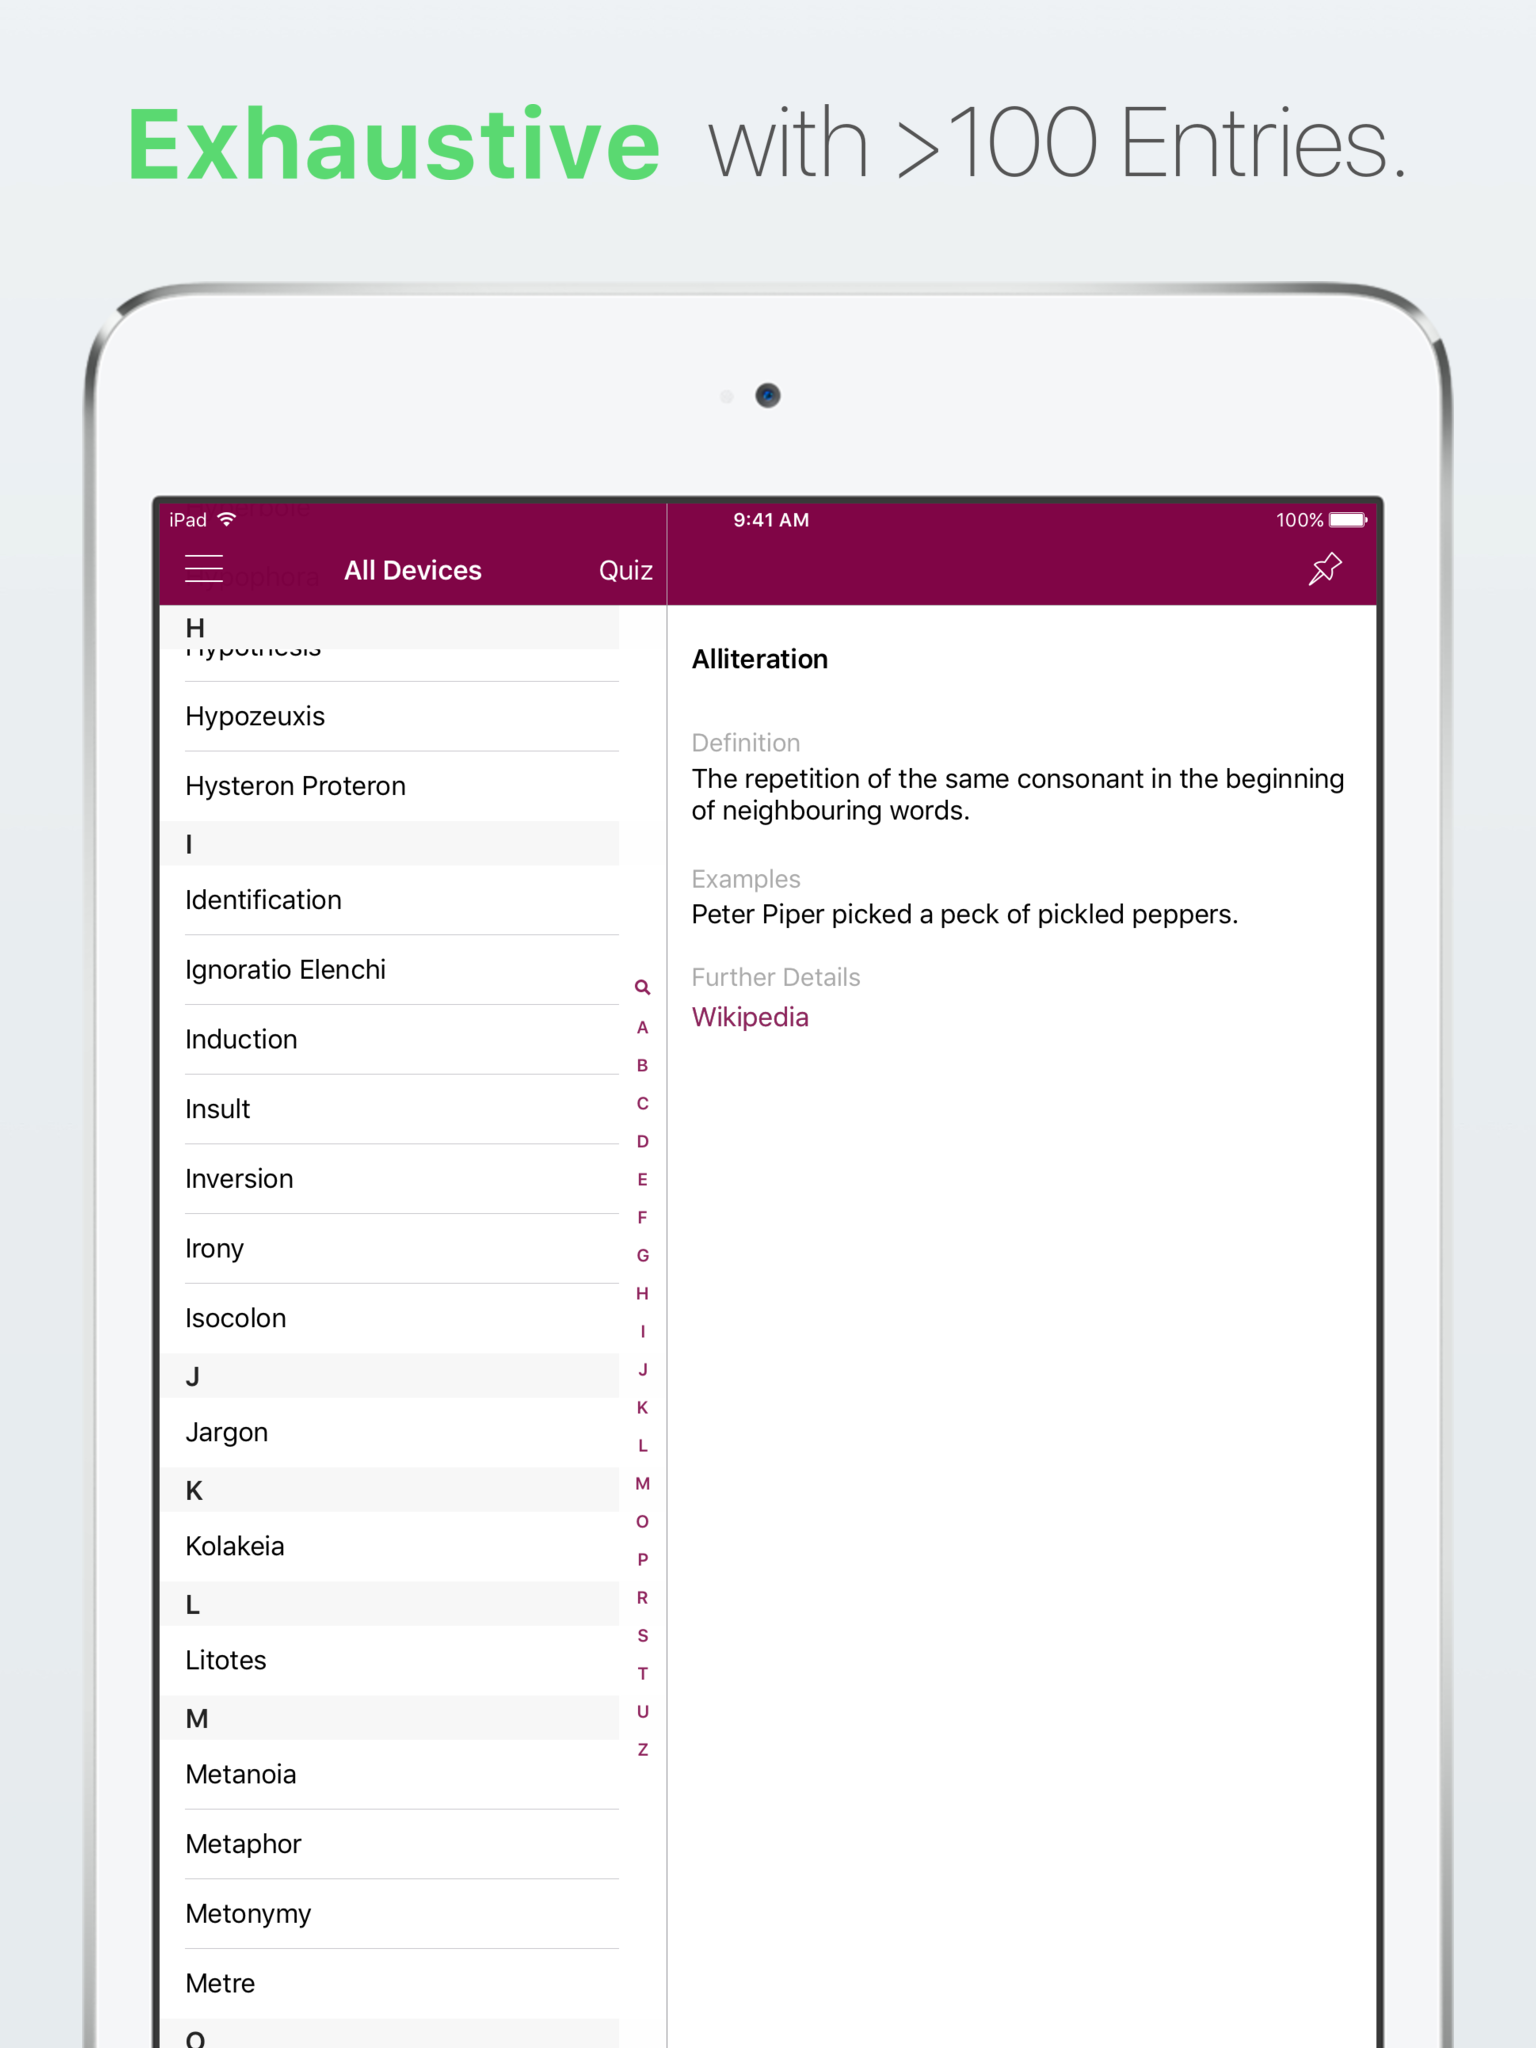 Exhaustive with >100 Entries.
iPad 9:41 AM 100%
All Devices Quiz
H
Hypothesis
Hypozeuxis
Hysteron Proteron
I
Identification
Ignoratio Elenchi
Induction
Insult
Inversion
Irony
Isocolon
J
Jargon
K
Kolakeia
L
Litotes
M
Metanoia
Metaphor
Metonymy
Metre
O
A
B
C
D
E
F
G
H
I
J
K
L
M
O
P
R
S
T
U
Z
Alliteration
Definition
The repetition of the same consonant in the beginning
of neighbouring words.
Examples
Peter Piper picked a peck of pickled peppers.
Further Details
Wikipedia